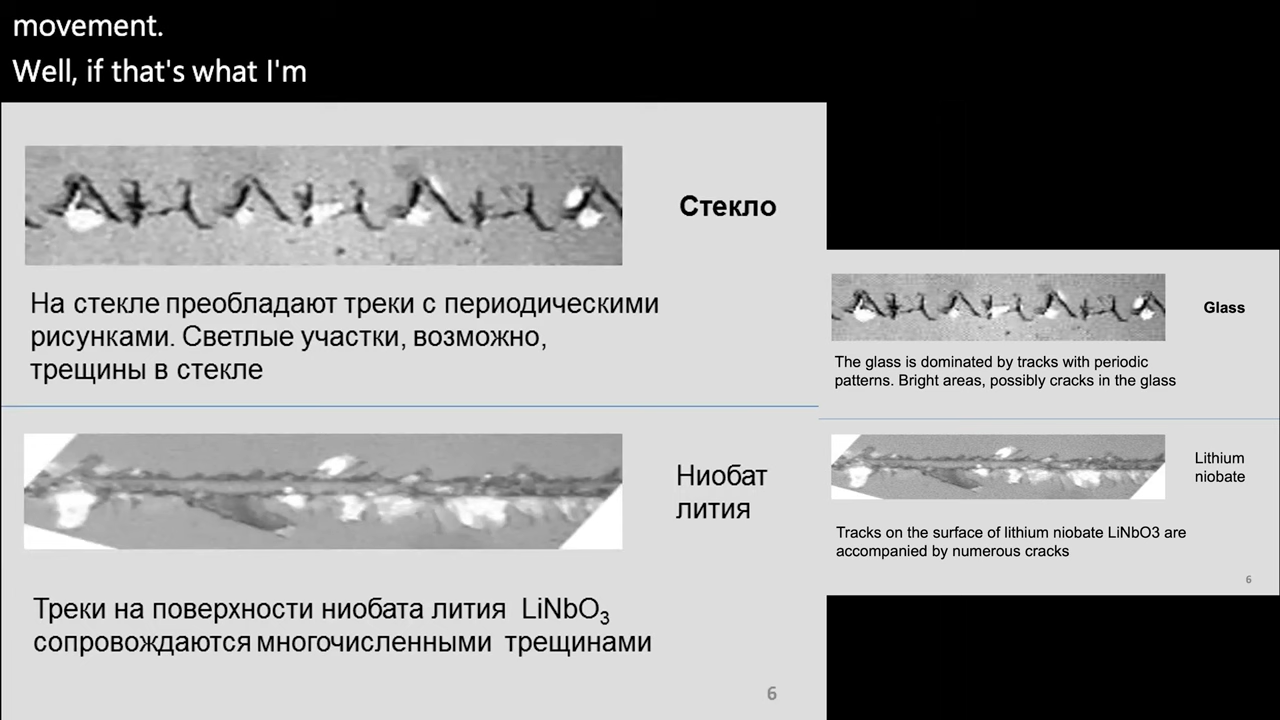 movement.
Well, if that's what I'm
Стекло
На стекле преобладают треки с периодическими
рисунками. Светлые участки, возможно,
трещины в стекле
Ниобат
лития
Треки на поверхности ниобата лития LiNbO₃
сопровождаются многочисленными трещинами
6
Glass
The glass is dominated by tracks with periodic
patterns. Bright areas, possibly cracks in the glass
Lithium
niobate
Tracks on the surface of lithium niobate LiNbO3 are
accompanied by numerous cracks
6